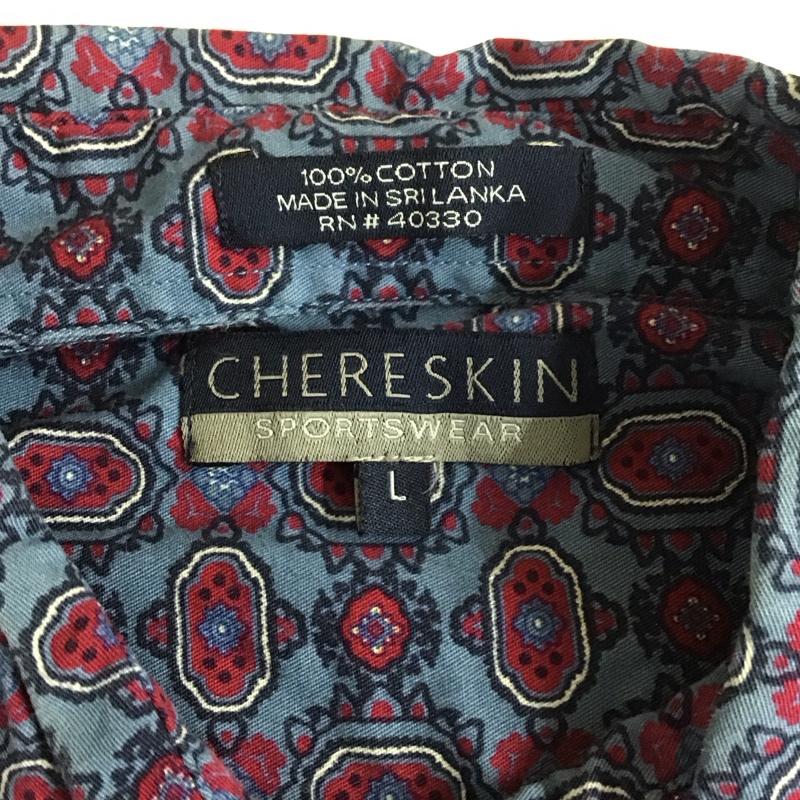 100% COTTON
MADE IN SRI LANKA
RN # 40330
CHERESKIN
SPORTSWEAR
L